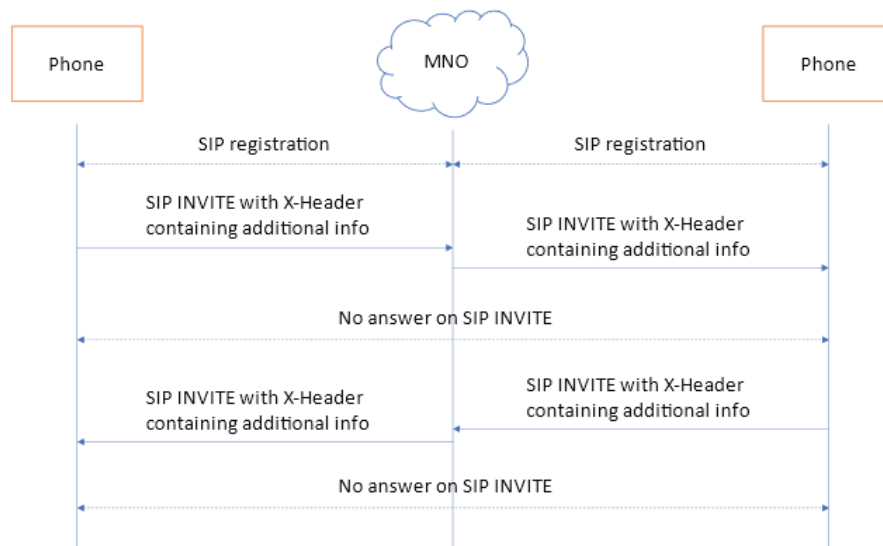 Phone
MNO
Phone
SIP registration
SIP registration
SIP INVITE with X-Header
containing additional info
SIP INVITE with X-Header
containing additional info
No answer on SIP INVITE
SIP INVITE with X-Header
containing additional info
SIP INVITE with X-Header
containing additional info
No answer on SIP INVITE